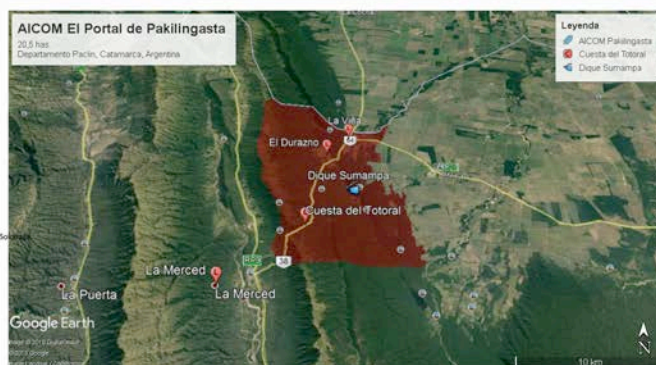 AICOM El Portal de Pakilingasta
20,5 has
Departamento Paclín, Catamarca, Argentina
Leyenda
AICOM Pakilingasta
Cuesta del Totoral
Dique Sumampa
La Viña
El Durazno
64
Dique Sumampa
Cuesta del Totoral
38
La Merced
La Merced
La Puerta
Google Earth
N
10 km